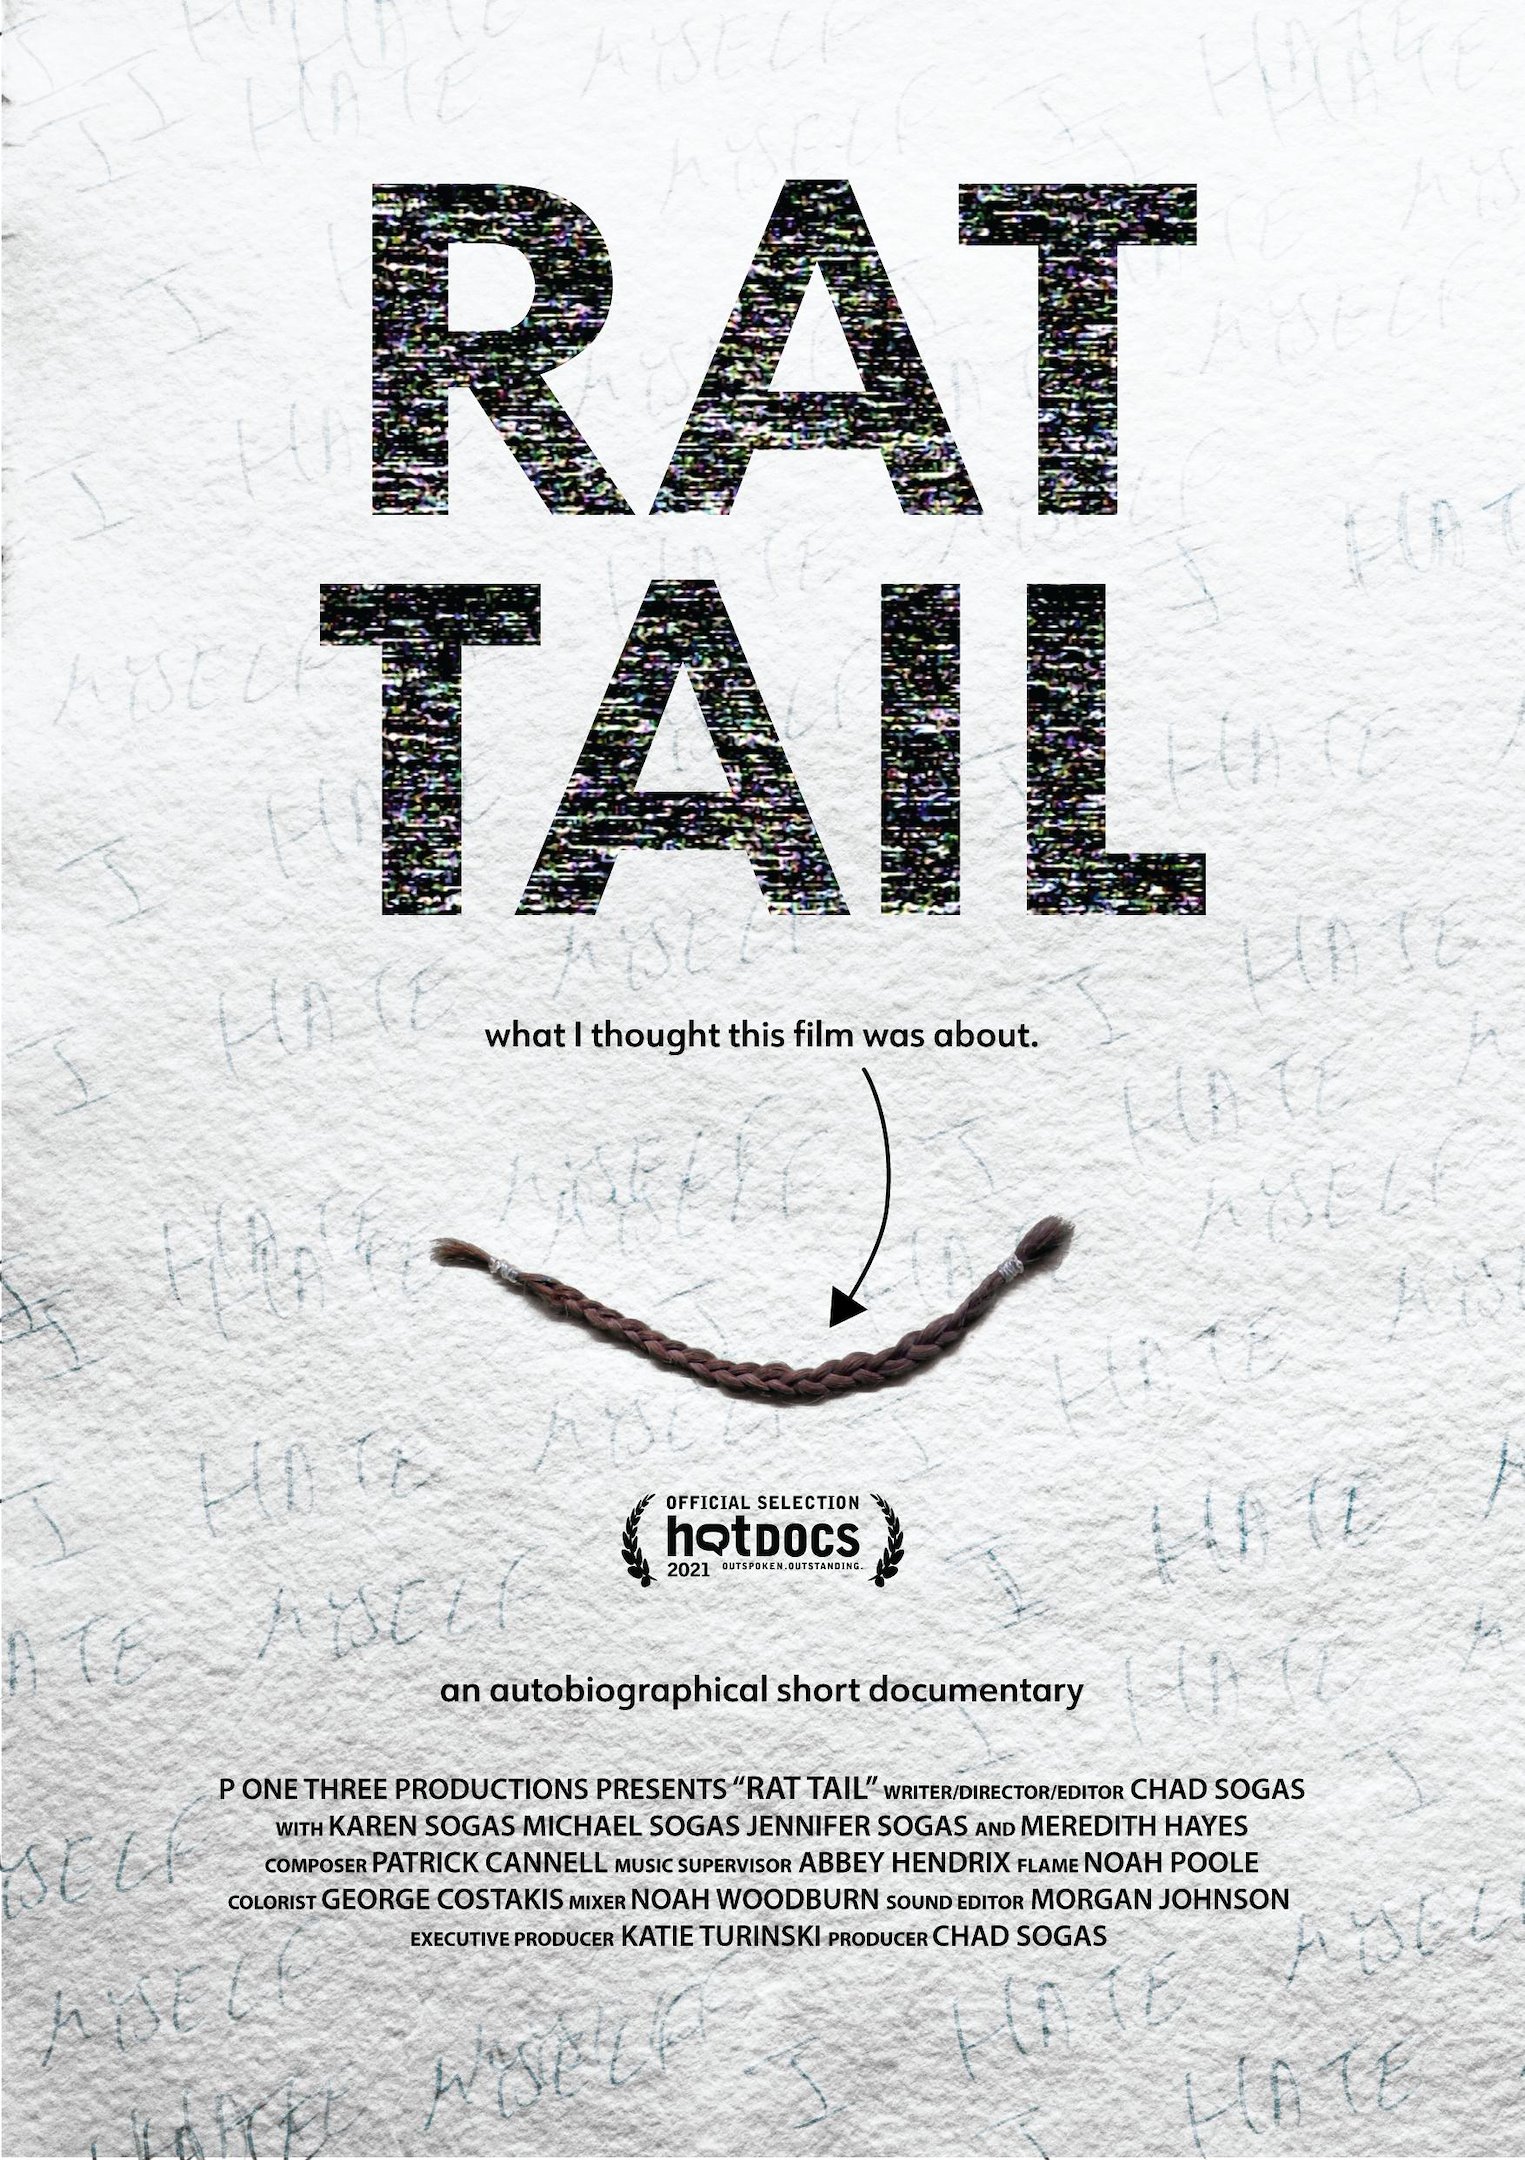 RAT
TAIL
what I thought this film was about.
OFFICIAL SELECTION
hotDOCS
2021 OUTSPOKEN.OUTSTANDING.
an autobiographical short documentary
P ONE THREE PRODUCTIONS PRESENTS “RAT TAIL” WRITER/DIRECTOR/EDITOR CHAD SOGAS
WITH KAREN SOGAS MICHAEL SOGAS JENNIFER SOGAS AND MEREDITH HAYES
COMPOSER PATRICK CANNELL MUSIC SUPERVISOR ABBEY HENDRIX FLAME NOAH POOLE
COLORIST GEORGE COSTAKIS MIXER NOAH WOODBURN SOUND EDITOR MORGAN JOHNSON
EXECUTIVE PRODUCER KATIE TURINSKI PRODUCER CHAD SOGAS
I HATE MYSELF